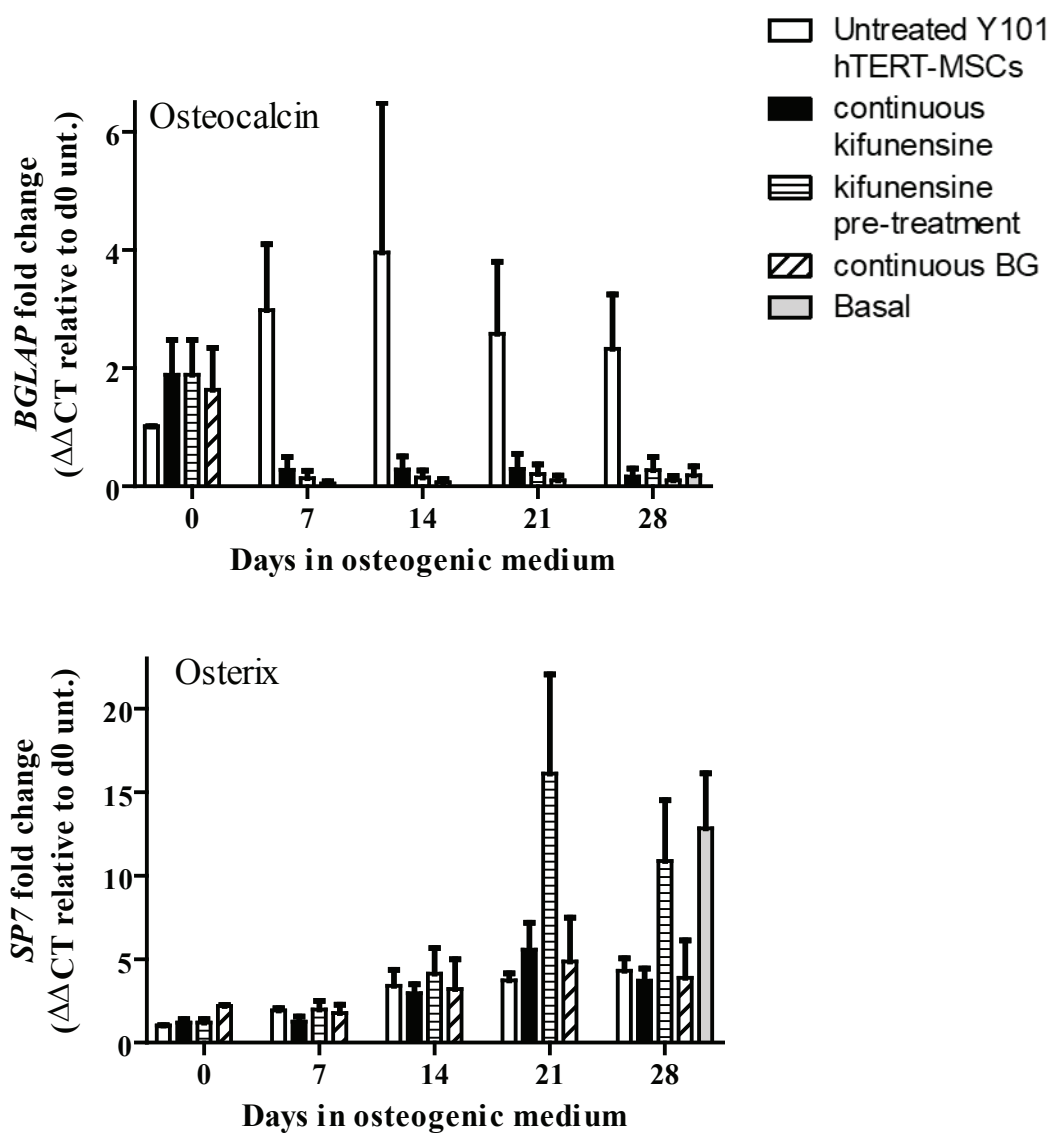 Untreated Y101
hTERT-MSCs
continuous
kifunensine
kifunensine
pre-treatment
continuous BG
Basal
Osteocalcin
BGLAP fold change
(ΔΔCT relative to d0 unt.)
6
4
2
0
0 7 14 21 28
Days in osteogenic medium
Osterix
SP7 fold change
(ΔΔCT relative to d0 unt.)
20
15
10
5
0
0 7 14 21 28
Days in osteogenic medium